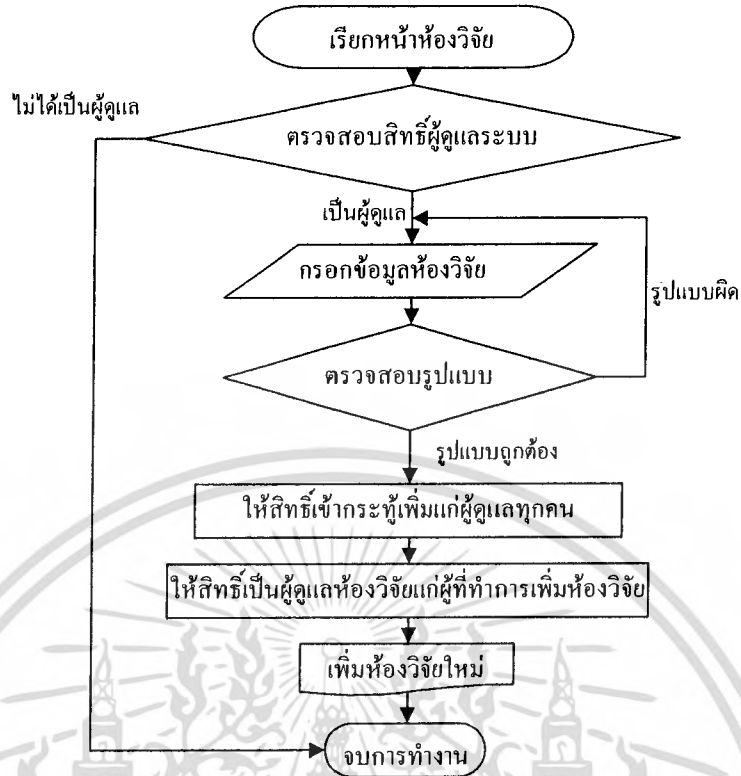 เรียกหน้าห้องวิจัย
ไม่ได้เป็นผู้ดูแล
ตรวจสอบสิทธิ์ผู้ดูแลระบบ
เป็นผู้ดูแล
กรอกข้อมูลห้องวิจัย
รูปแบบผิด
ตรวจสอบรูปแบบ
รูปแบบถูกต้อง
ให้สิทธิ์เข้ากระทู้เพิ่มแก่ผู้ดูแลทุกคน
ให้สิทธิ์เป็นผู้ดูแลห้องวิจัยแก่ผู้ที่ทำการเพิ่มห้องวิจัย
เพิ่มห้องวิจัยใหม่
จบการทำงาน